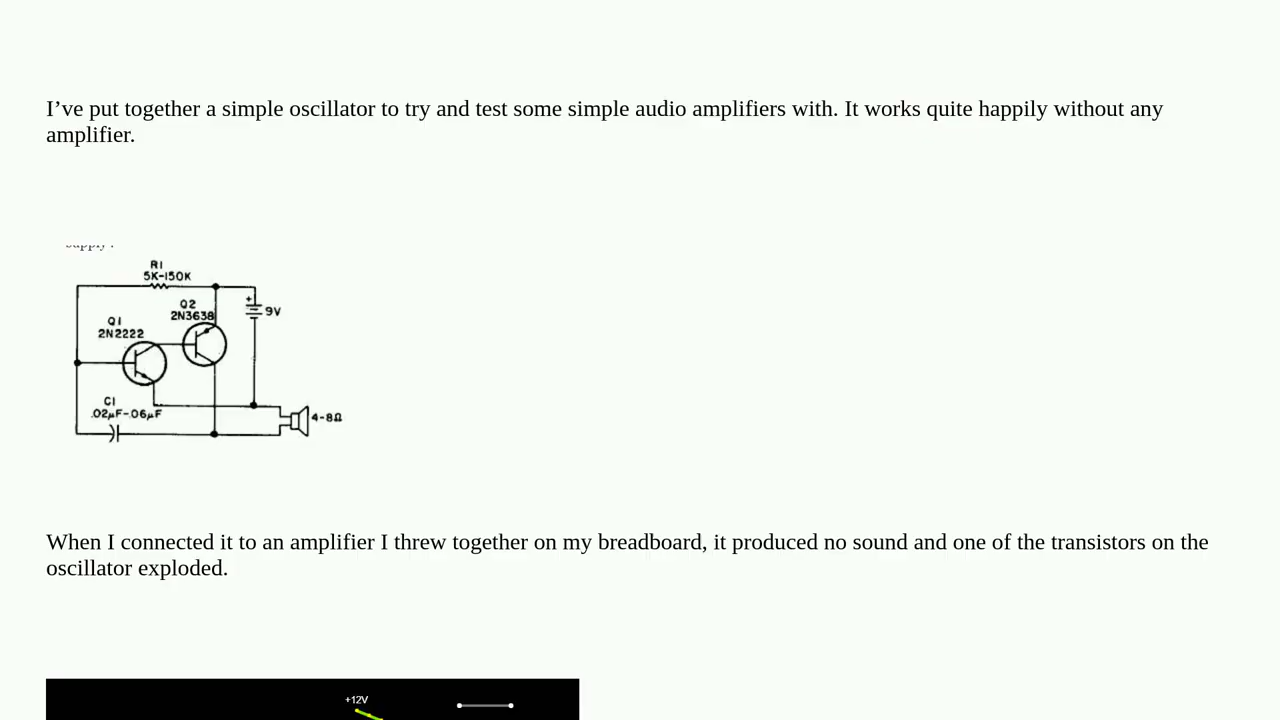 I’ve put together a simple oscillator to try and test some simple audio amplifiers with. It works quite happily without any
amplifier.
supply .
R1
5K-150K
Q2
2N3638
+
9V
Q1
2N2222
C1
.02µF-.06µF
4-8Ω
When I connected it to an amplifier I threw together on my breadboard, it produced no sound and one of the transistors on the
oscillator exploded.
+12V